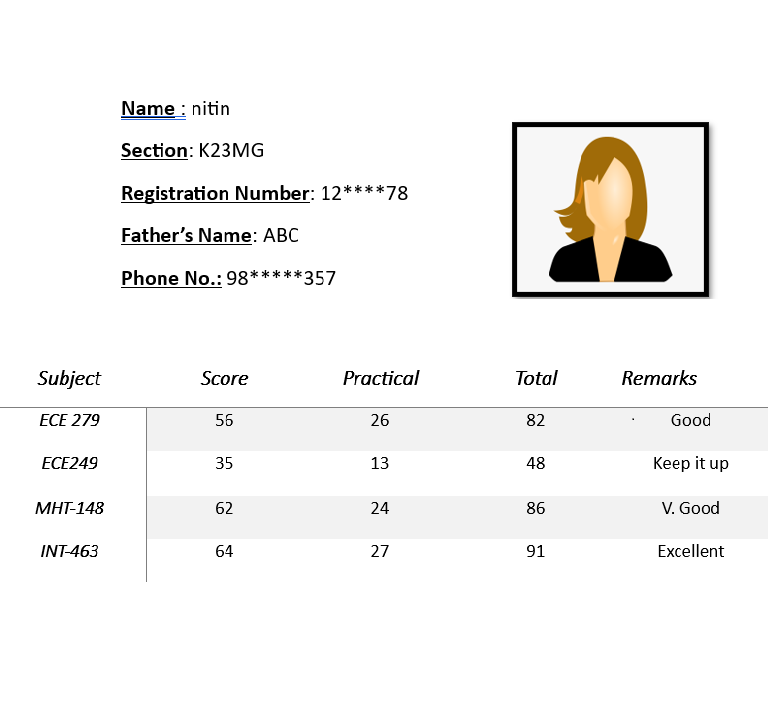 Name : nitin
Section: K23MG
Registration Number: 12****78
Father’s Name: ABC
Phone No.: 98*****357
Subject Score Practical Total Remarks
ECE 279 56 26 82 Good
ECE249 35 13 48 Keep it up
MHT-148 62 24 86 V. Good
INT-463 64 27 91 Excellent